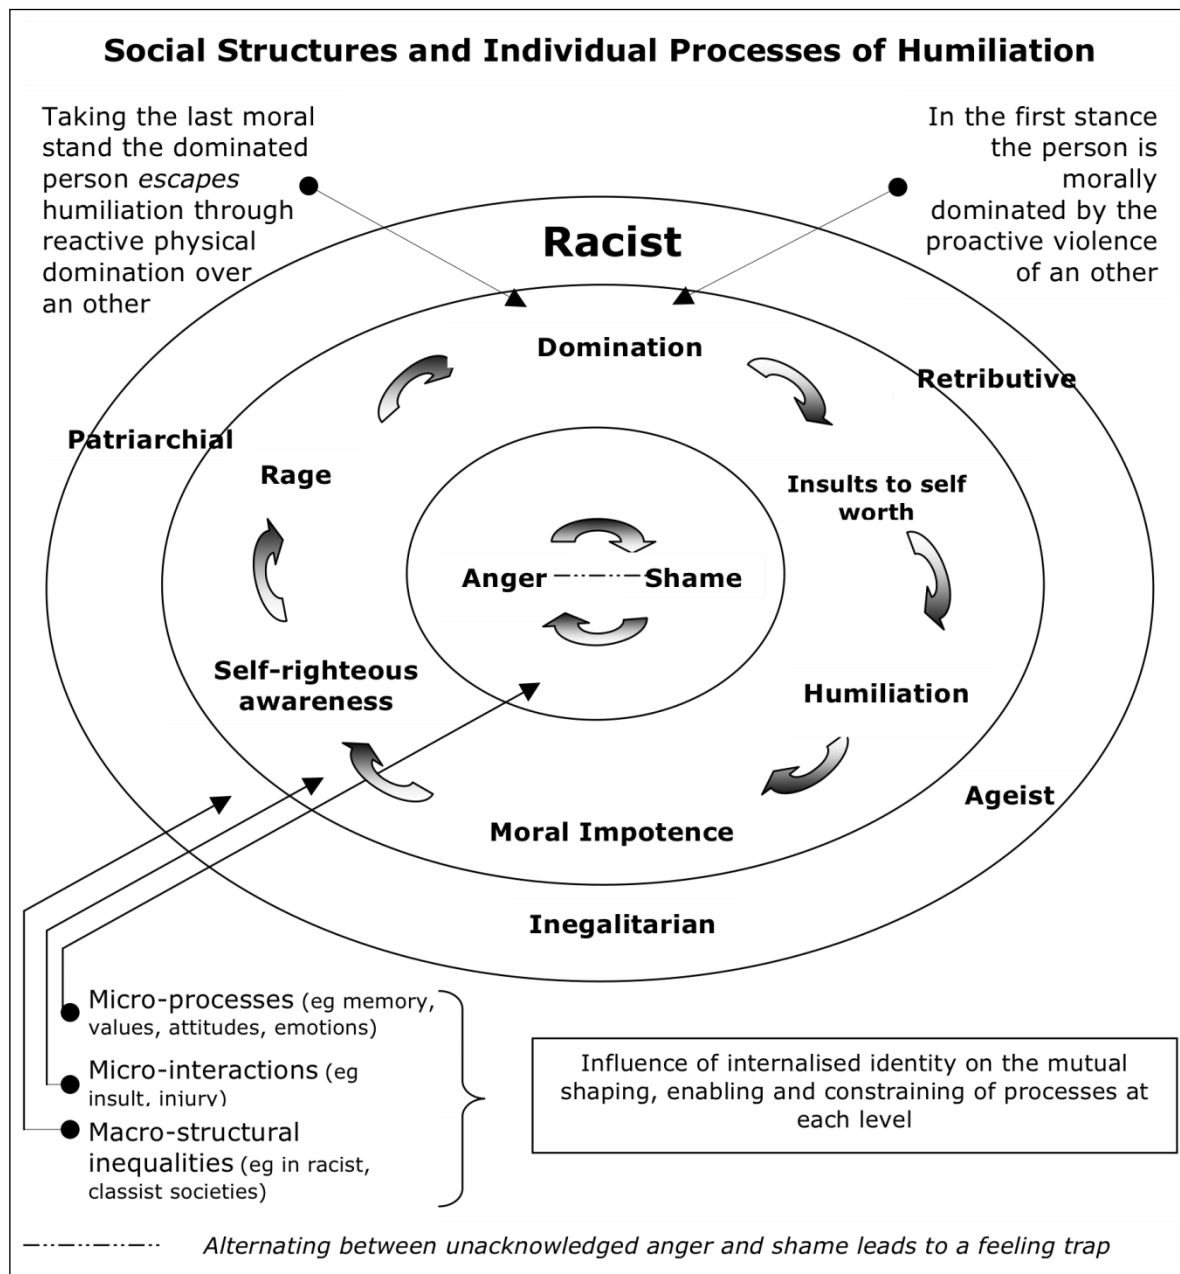 Social Structures and Individual Processes of Humiliation
Taking the last moral
stand the dominated
person escapes
humiliation through
reactive physical
domination over
an other
In the first stance
the person is
morally
dominated by the
proactive violence
of an other
Racist
Domination
Retributive
Patriarchial
Rage
Insults to self
worth
Anger
Shame
Self-righteous
awareness
Humiliation
Ageist
Moral Impotence
Inegalitarian
Micro-processes (eg memory,
values, attitudes, emotions)
Micro-interactions (eg
insult, injury)
Macro-structural
inequalities (eg in racist,
classist societies)
Influence of internalised identity on the mutual
shaping, enabling and constraining of processes at
each level
Alternating between unacknowledged anger and shame leads to a feeling trap